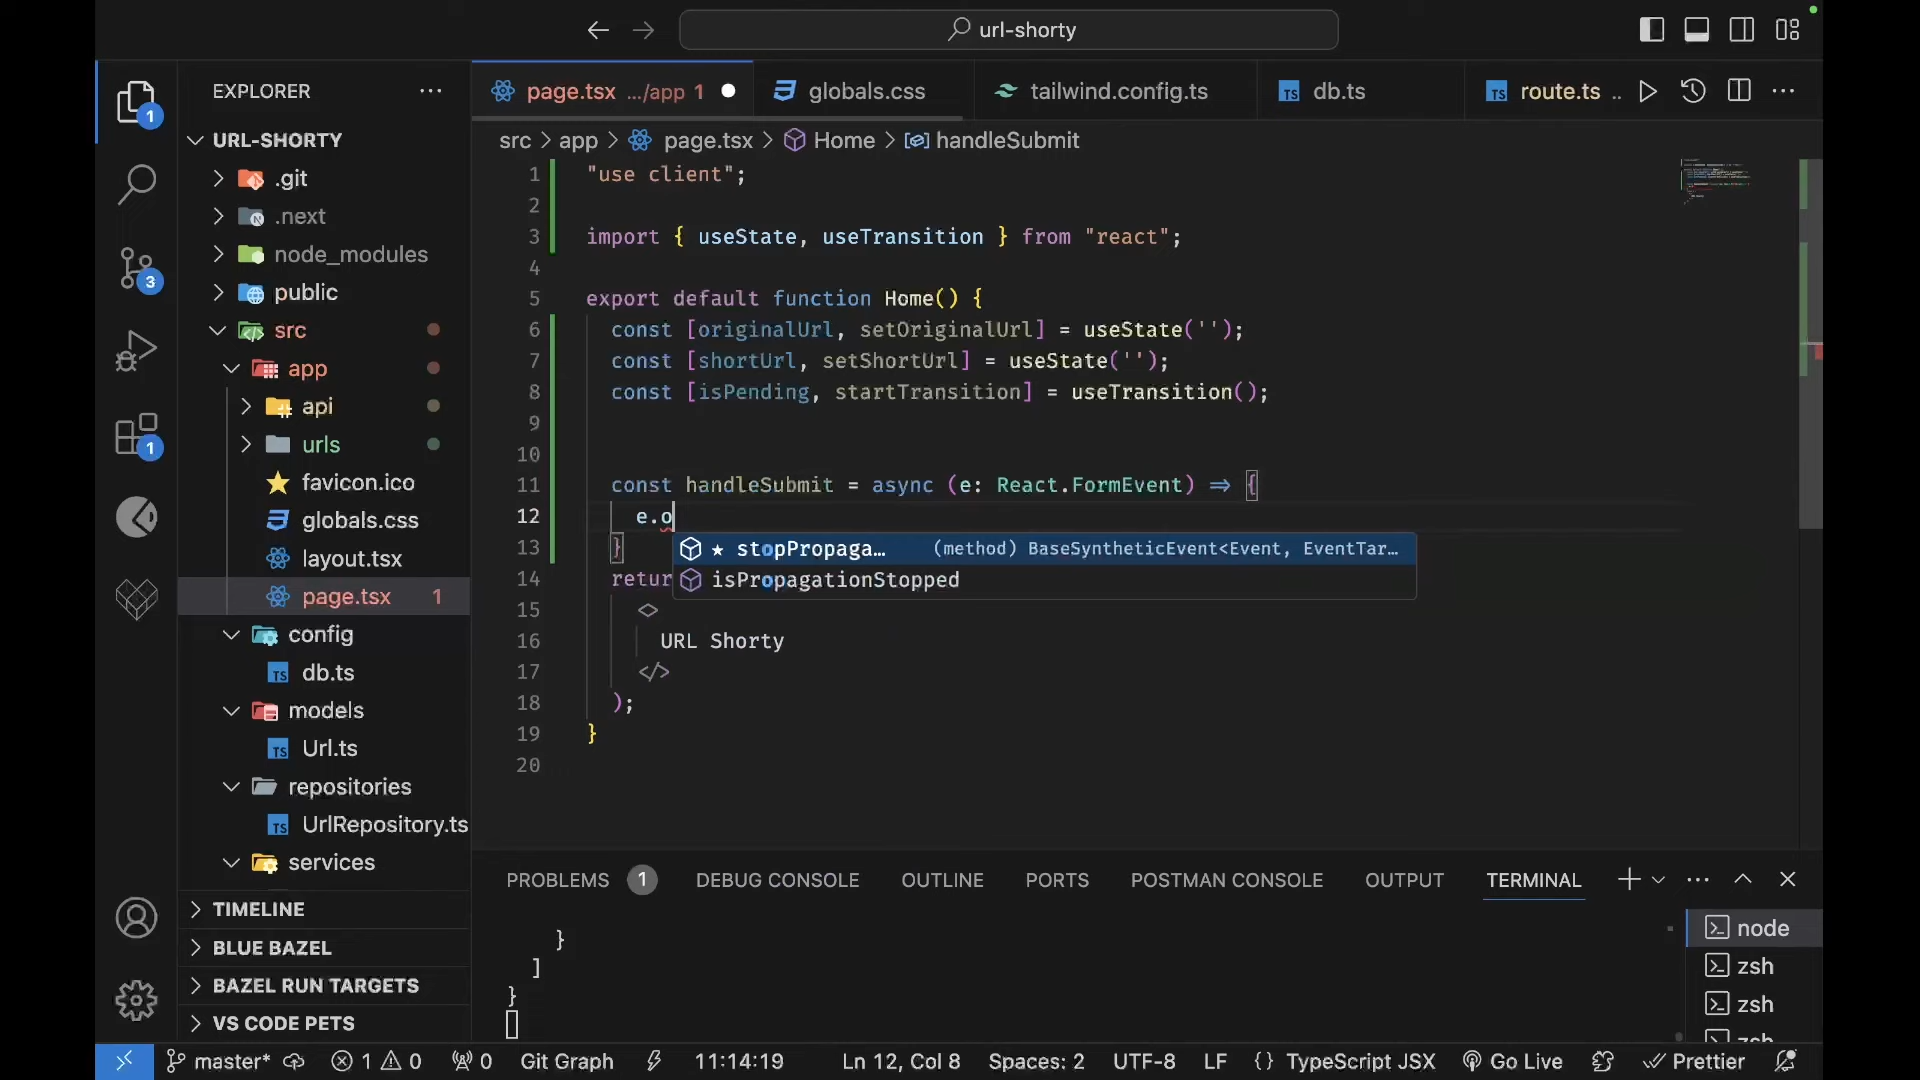 url-shorty
EXPLORER
page.tsx .../app 1
globals.css
tailwind.config.ts
db.ts
route.ts ..
1
URL-SHORTY
src > app > page.tsx > Home > handleSubmit
.git
.next
node_modules
public
src
app
api
urls
favicon.ico
globals.css
layout.tsx
page.tsx 1
config
db.ts
models
Url.ts
repositories
UrlRepository.ts
services
3
1
1 "use client";
2
3 import { useState, useTransition } from "react";
4
5 export default function Home() {
6 const [originalUrl, setOriginalUrl] = useState('');
7 const [shortUrl, setShortUrl] = useState('');
8 const [isPending, startTransition] = useTransition();
9
10
11 const handleSubmit = async (e: React.FormEvent) => {
12 e.o
13 }
stopPropaga... (method) BaseSyntheticEvent<Event, EventTar...
isPropagationStopped
14 retur
15 <>
16 URL Shorty
17 </>
18 );
19 }
20
TIMELINE
BLUE BAZEL
BAZEL RUN TARGETS
VS CODE PETS
PROBLEMS 1 DEBUG CONSOLE OUTLINE PORTS POSTMAN CONSOLE OUTPUT TERMINAL
}
]
}
node
zsh
zsh
master* 1 0 0 Git Graph 11:14:19 Ln 12, Col 8 Spaces: 2 UTF-8 LF {} TypeScript JSX Go Live Prettier